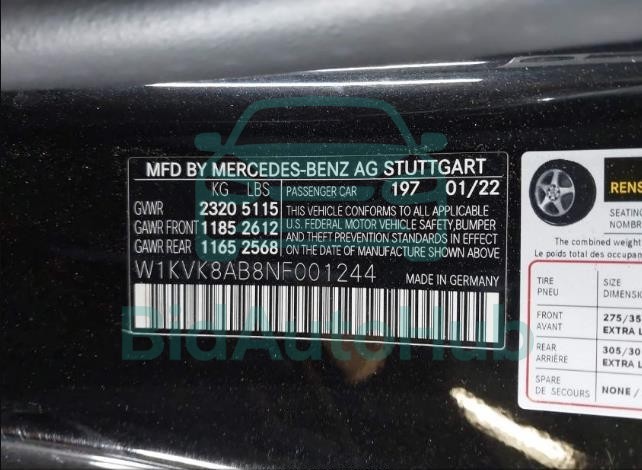 MFD BY MERCEDES-BENZ AG STUTTGART
KG LBS PASSENGER CAR 197 01/22
GVWR 2320 5115 THIS VEHICLE CONFORMS TO ALL APPLICABLE
GAWR FRONT 1185 2612 U.S. FEDERAL MOTOR VEHICLE SAFETY,BUMPER
AND THEFT PREVENTION STANDARDS IN EFFECT
GAWR REAR 1165 2568 ON THE DATE OF MANUFACTURE SHOWN ABOVE.
W1KVK8AB8NF001244 MADE IN GERMANY
BidAutoHub
RENS
SEATING
NOMBR
The combined weight
Le poids total des occupan
TIRE SIZE
PNEU DIMENSI
FRONT 275/35
AVANT EXTRA L
REAR 305/30
ARRIÈRE EXTRA L
SPARE NONE /
DE SECOURS